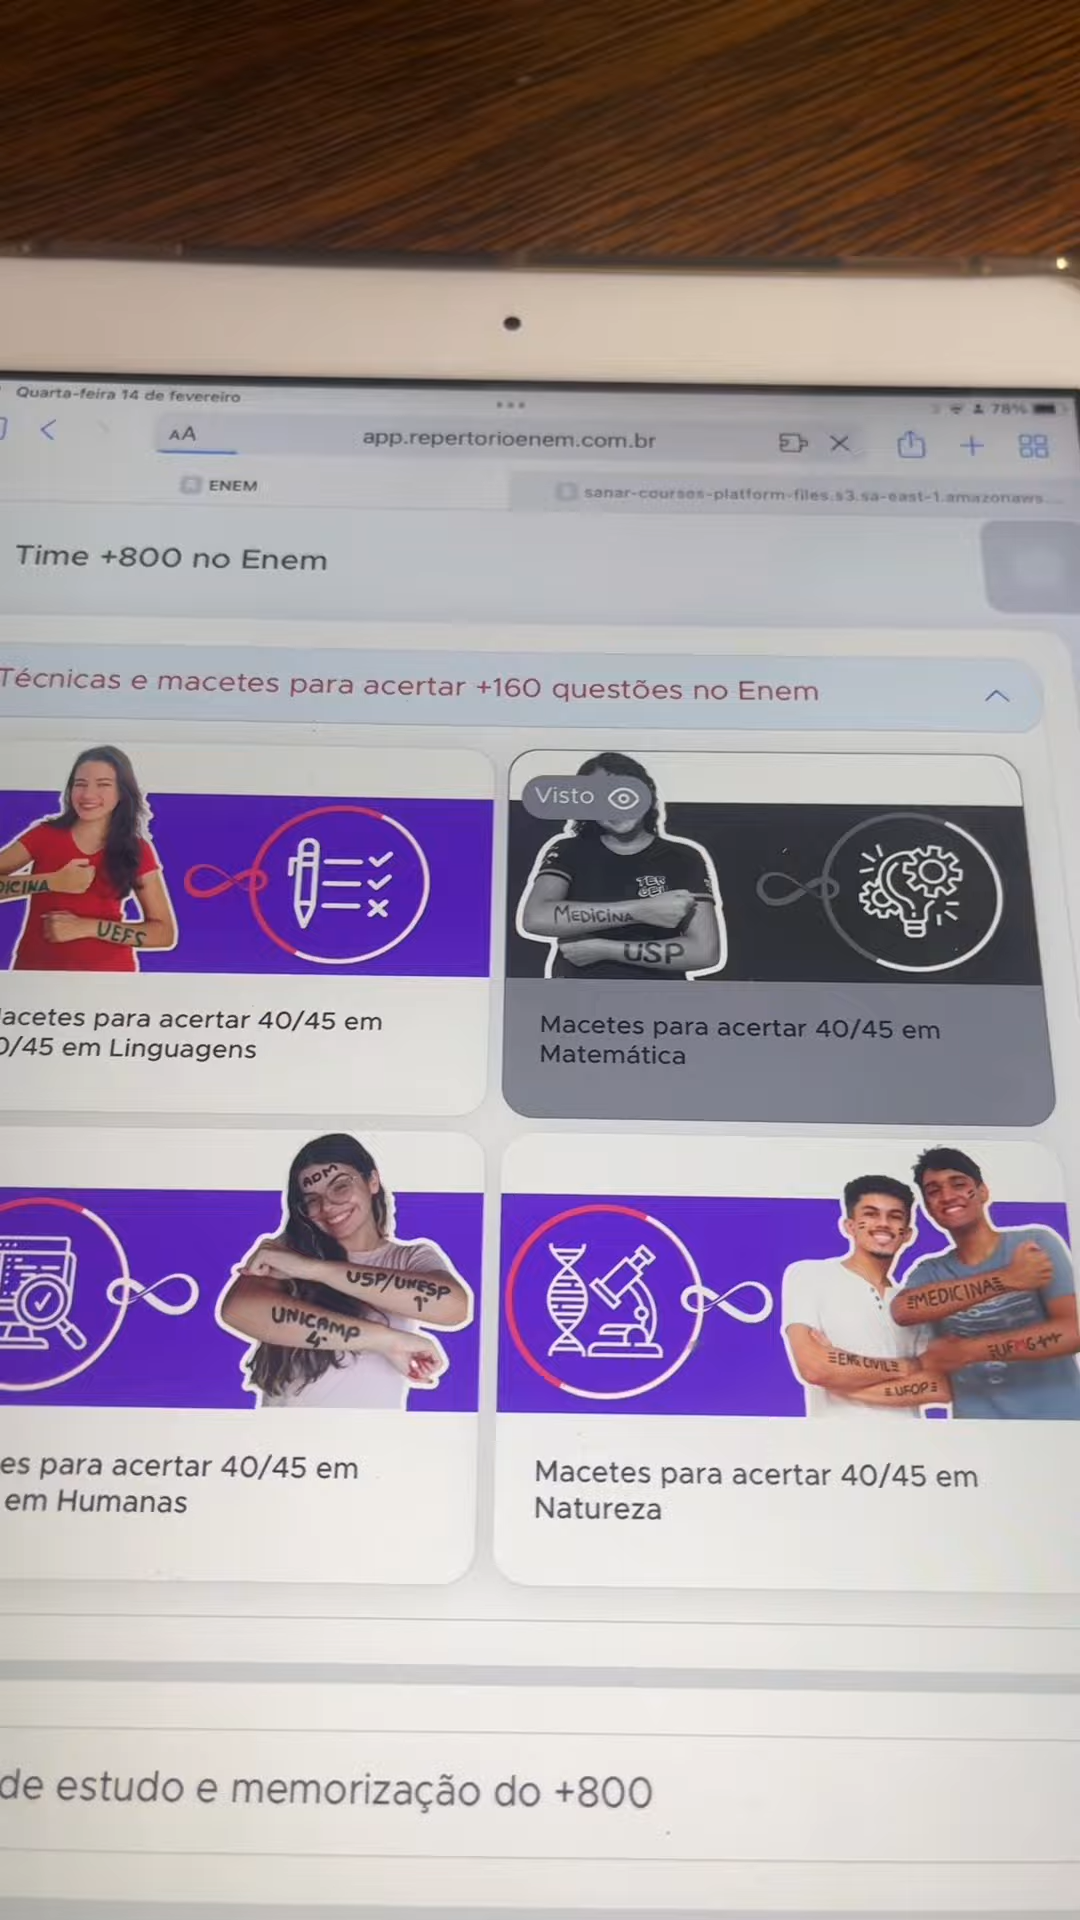 Quarta-feira 14 de fevereiro
78%
AA
app.repertorioenem.com.br
ENEM
sanar-courses-platform-files.s3.sa-east-1.amazonaws...
Time +800 no Enem
Técnicas e macetes para acertar +160 questões no Enem
UEFS
Visto
MEDICINA
USP
acetes para acertar 40/45 em
0/45 em Linguagens
Macetes para acertar 40/45 em
Matemática
ADM
USP/UNESP
1º
UNICAMP
4º
MEDICINA
UFMG
ENG CIVIL
UFOP
es para acertar 40/45 em
em Humanas
Macetes para acertar 40/45 em
Natureza
de estudo e memorização do +800